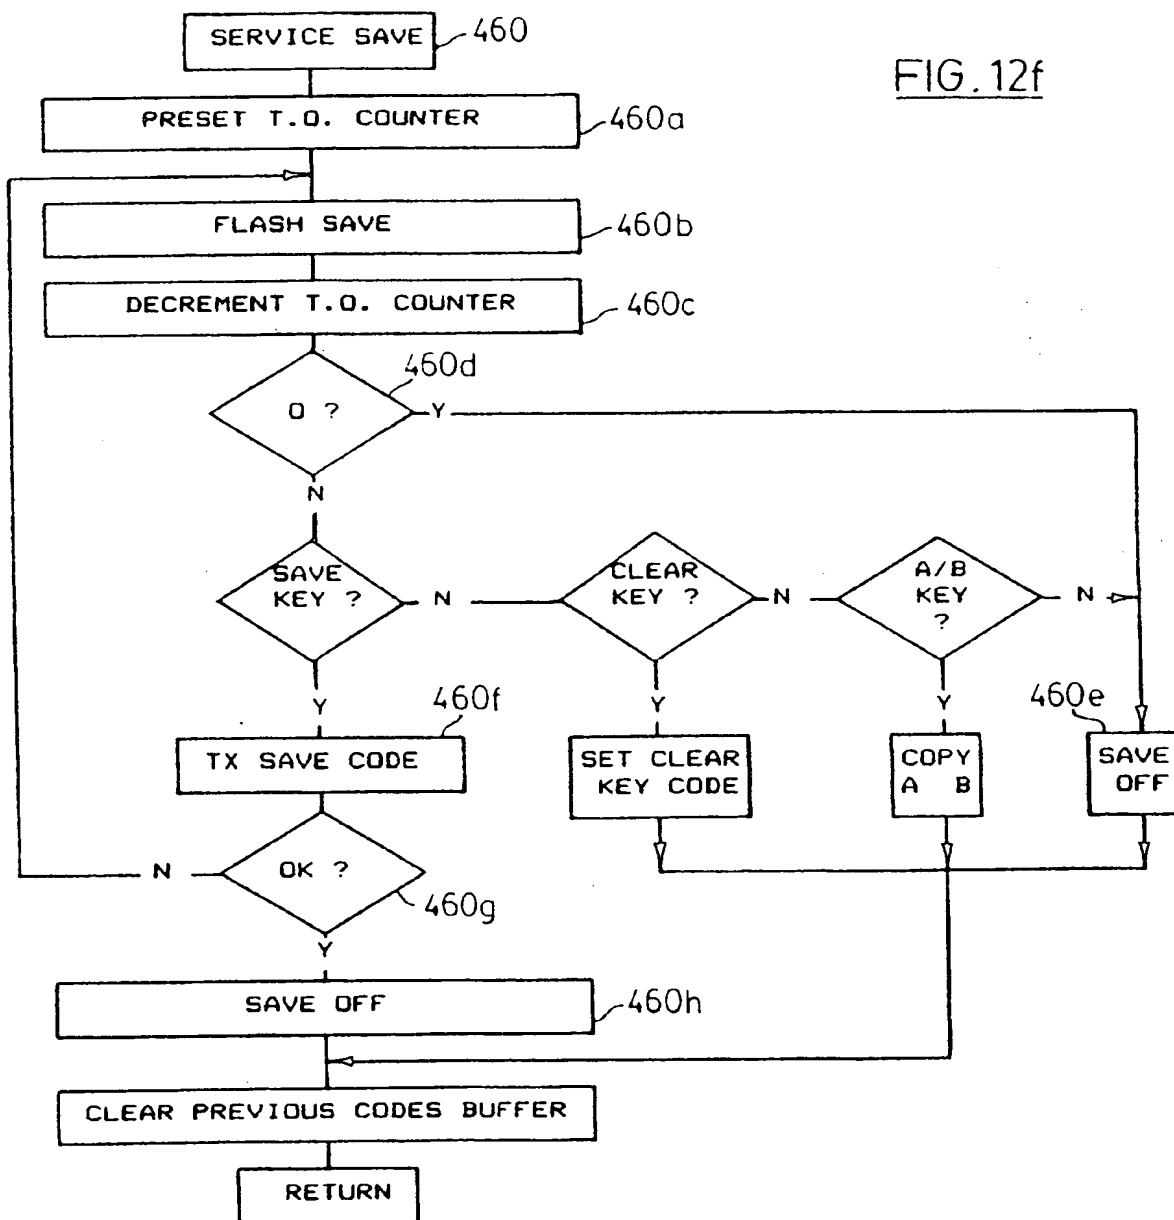 SERVICE SAVE
460
FIG. 12f
PRESET T.O. COUNTER
460a
FLASH SAVE
460b
DECREMENT T.O. COUNTER
460c
460d
0 ?
Y
N
SAVE
KEY ?
N
CLEAR
KEY ?
N
A/B
KEY
?
N
Y
Y
Y
460f
460e
TX SAVE CODE
SET CLEAR
KEY CODE
COPY
A B
SAVE
OFF
N
OK ?
460g
Y
SAVE OFF
460h
CLEAR PREVIOUS CODES BUFFER
RETURN